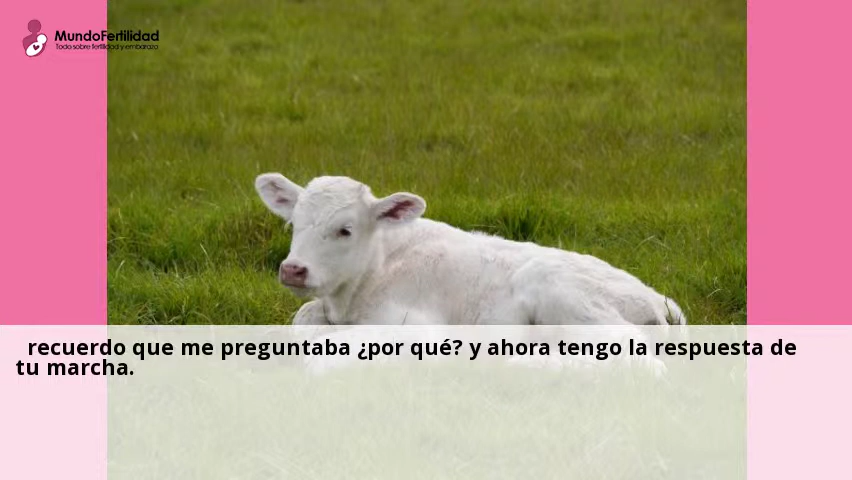 MundoFertilidad
Todo sobre fertilidad y embarazo
recuerdo que me preguntaba ¿por qué? y ahora tengo la respuesta de
tu marcha.